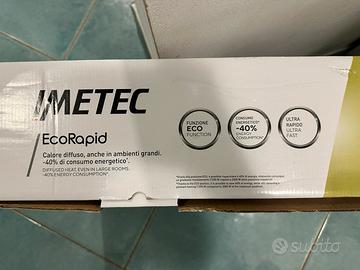 IMETEC
EcoRapid
Calore diffuso, anche in ambienti grandi.
-40% di consumo energetico*.
DIFFUSED HEAT, EVEN IN LARGE ROOMS.
-40% ENERGY CONSUMPTION*.
FUNZIONE
ECO
FUNCTION
CONSUMO
ENERGETICO*
-40%
ENERGY
CONSUMPTION*
ULTRA
RAPIDO
ULTRA
FAST
subito